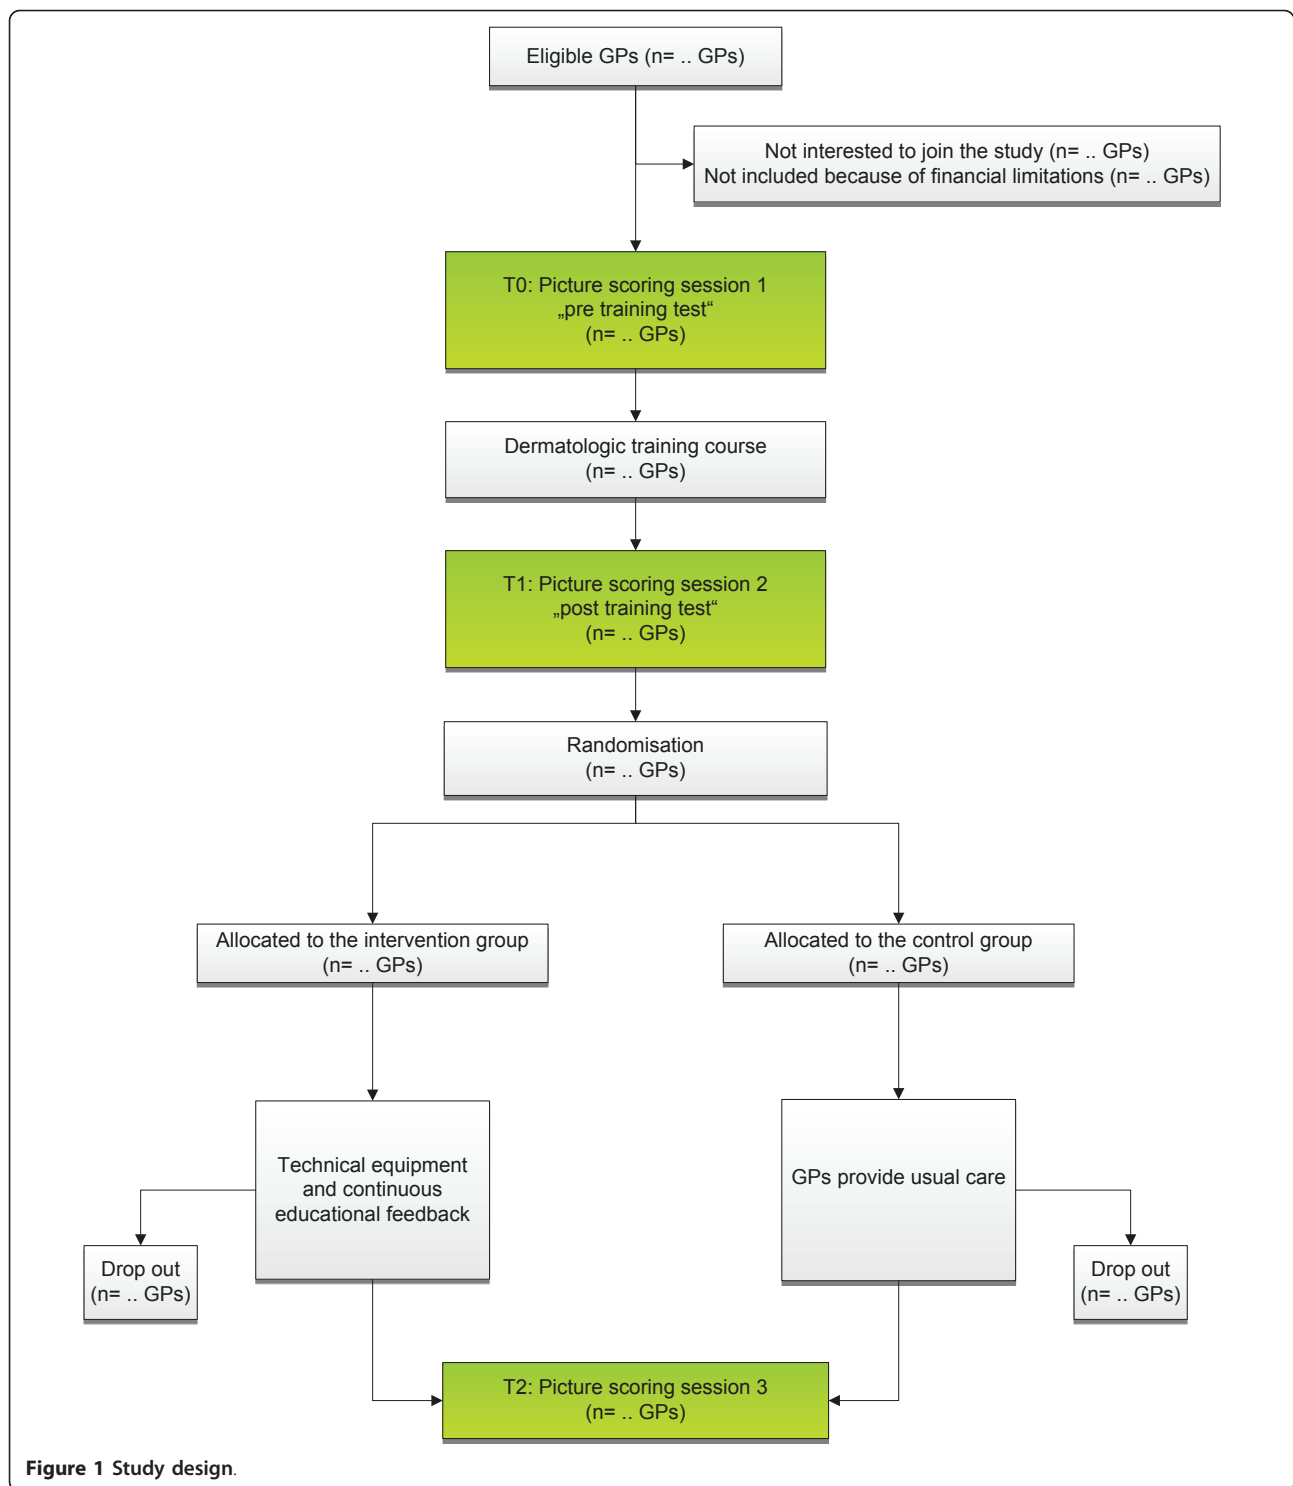 Eligible GPs (n= .. GPs)
Not interested to join the study (n= .. GPs)
Not included because of financial limitations (n= .. GPs)
T0: Picture scoring session 1
„pre training test“
(n= .. GPs)
Dermatologic training course
(n= .. GPs)
T1: Picture scoring session 2
„post training test“
(n= .. GPs)
Randomisation
(n= .. GPs)
Allocated to the intervention group
(n= .. GPs)
Allocated to the control group
(n= .. GPs)
Technical equipment
and continuous
educational feedback
GPs provide usual care
Drop out
(n= .. GPs)
Drop out
(n= .. GPs)
T2: Picture scoring session 3
(n= .. GPs)
Figure 1 Study design.